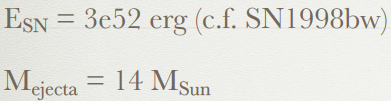 E_SN = 3e52 erg (c.f. SN1998bw)
M_ejecta = 14 M_Sun